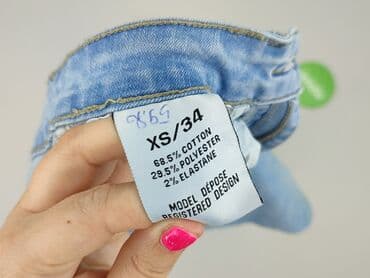 XS/34
68.5% COTTON
29.5% POLYESTER
2% ELASTANE
MODEL DÉPOSÉ
REGISTERED DESIGN